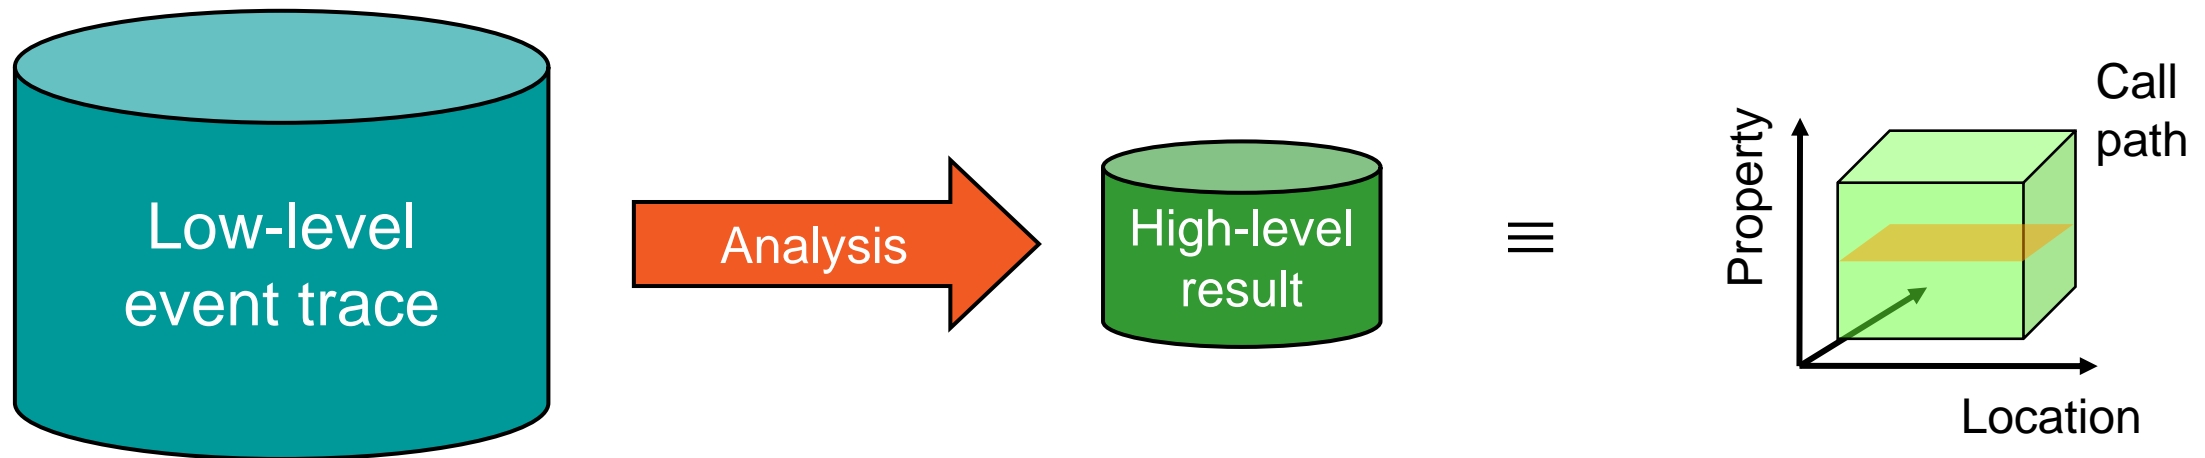 Low-level
event trace
Analysis
High-level
result
≡
Property
Call
path
Location